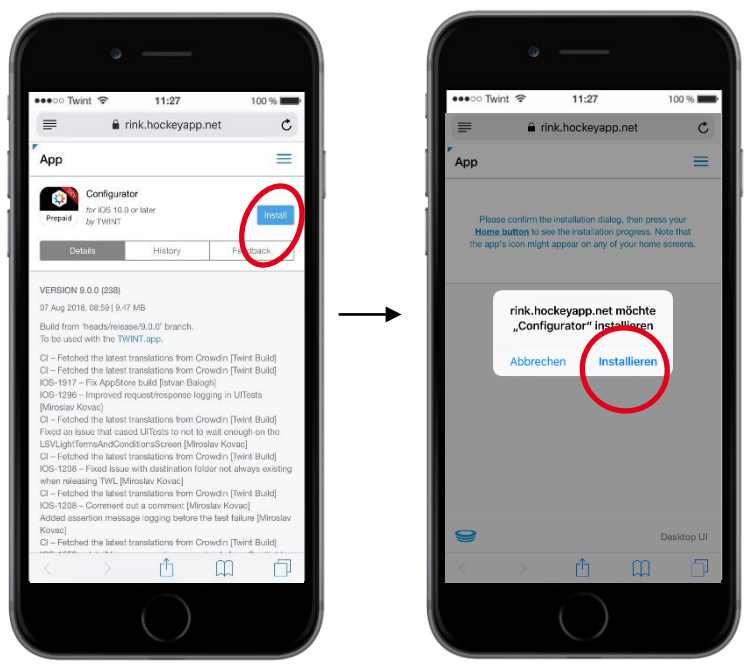 ●●●○○ Twint 11:27 100 %
rink.hockeyapp.net
App
Configurator
for iOS 10.0 or later
by TWINT
Prepaid
Install
Details History Feedback
VERSION 9.0.0 (238)
07 Aug 2018, 08:59 | 9.47 MB
Build from 'heads/release/9.0.0' branch.
To be used with the TWINT.app.
CI – Fetched the latest translations from Crowdin [Twint Build]
CI – Fetched the latest translations from Crowdin [Twint Build]
IOS-1917 – Fix AppStore build [Istvan Balogh]
IOS-1296 – Improved request/response logging in UITests
[Miroslav Kovac]
CI – Fetched the latest translations from Crowdin [Twint Build]
Fixed an issue that cased UITests to not to wait enough on the
LSVLightTermsAndConditionsScreen [Miroslav Kovac]
CI – Fetched the latest translations from Crowdin [Twint Build]
IOS-1208 – Fixed issue with destination folder not always existing
when releasing TWL [Miroslav Kovac]
CI – Fetched the latest translations from Crowdin [Twint Build]
IOS-1208 – Comment out a comment [Miroslav Kovac]
Added assertion message logging before the test failure [Miroslav
Kovac]
CI – Fetched the latest translations from Crowdin [Twint Build]
●●●○○ Twint 11:27 100 %
rink.hockeyapp.net
App
Please confirm the installation dialog, then press your
Home button to see the installation progress. Note that
the app's icon might appear on any of your home screens.
rink.hockeyapp.net möchte
„Configurator“ installieren
Abbrechen Installieren
Desktop UI